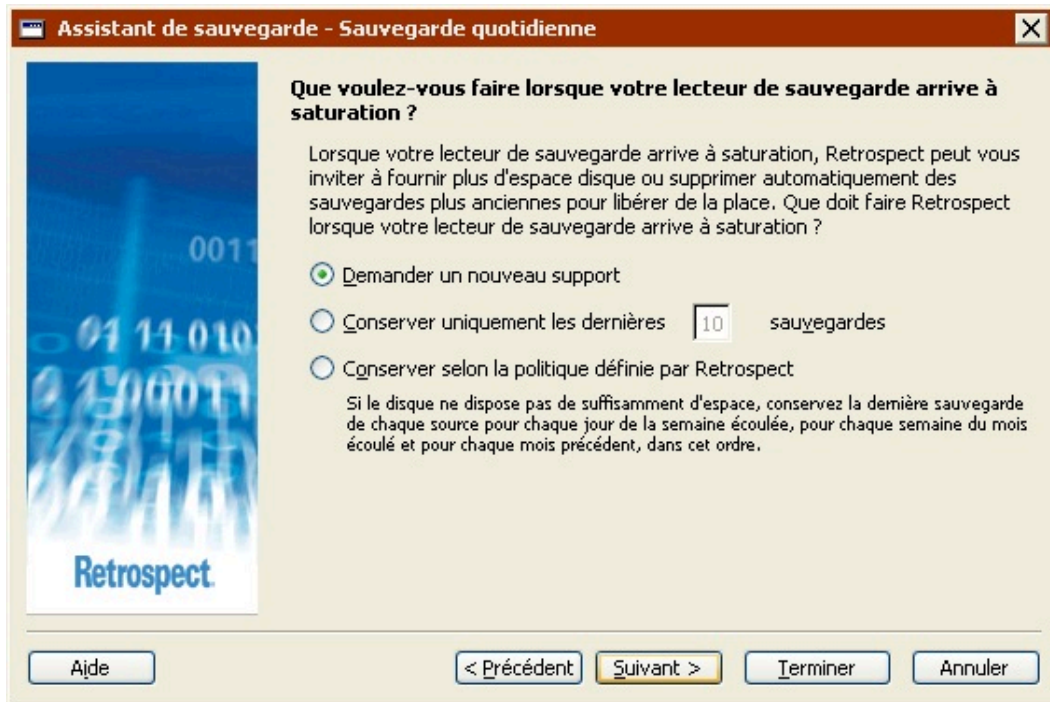 Assistant de sauvegarde - Sauvegarde quotidienne
Que voulez-vous faire lorsque votre lecteur de sauvegarde arrive à
saturation ?
Lorsque votre lecteur de sauvegarde arrive à saturation, Retrospect peut vous
inviter à fournir plus d'espace disque ou supprimer automatiquement des
sauvegardes plus anciennes pour libérer de la place. Que doit faire Retrospect
lorsque votre lecteur de sauvegarde arrive à saturation ?
Demander un nouveau support
Conserver uniquement les dernières 10 sauvegardes
Conserver selon la politique définie par Retrospect
Si le disque ne dispose pas de suffisamment d'espace, conservez la dernière sauvegarde
de chaque source pour chaque jour de la semaine écoulée, pour chaque semaine du mois
écoulé et pour chaque mois précédent, dans cet ordre.
0011
01 11 010
Retrospect
Aide
< Précédent
Suivant >
Terminer
Annuler